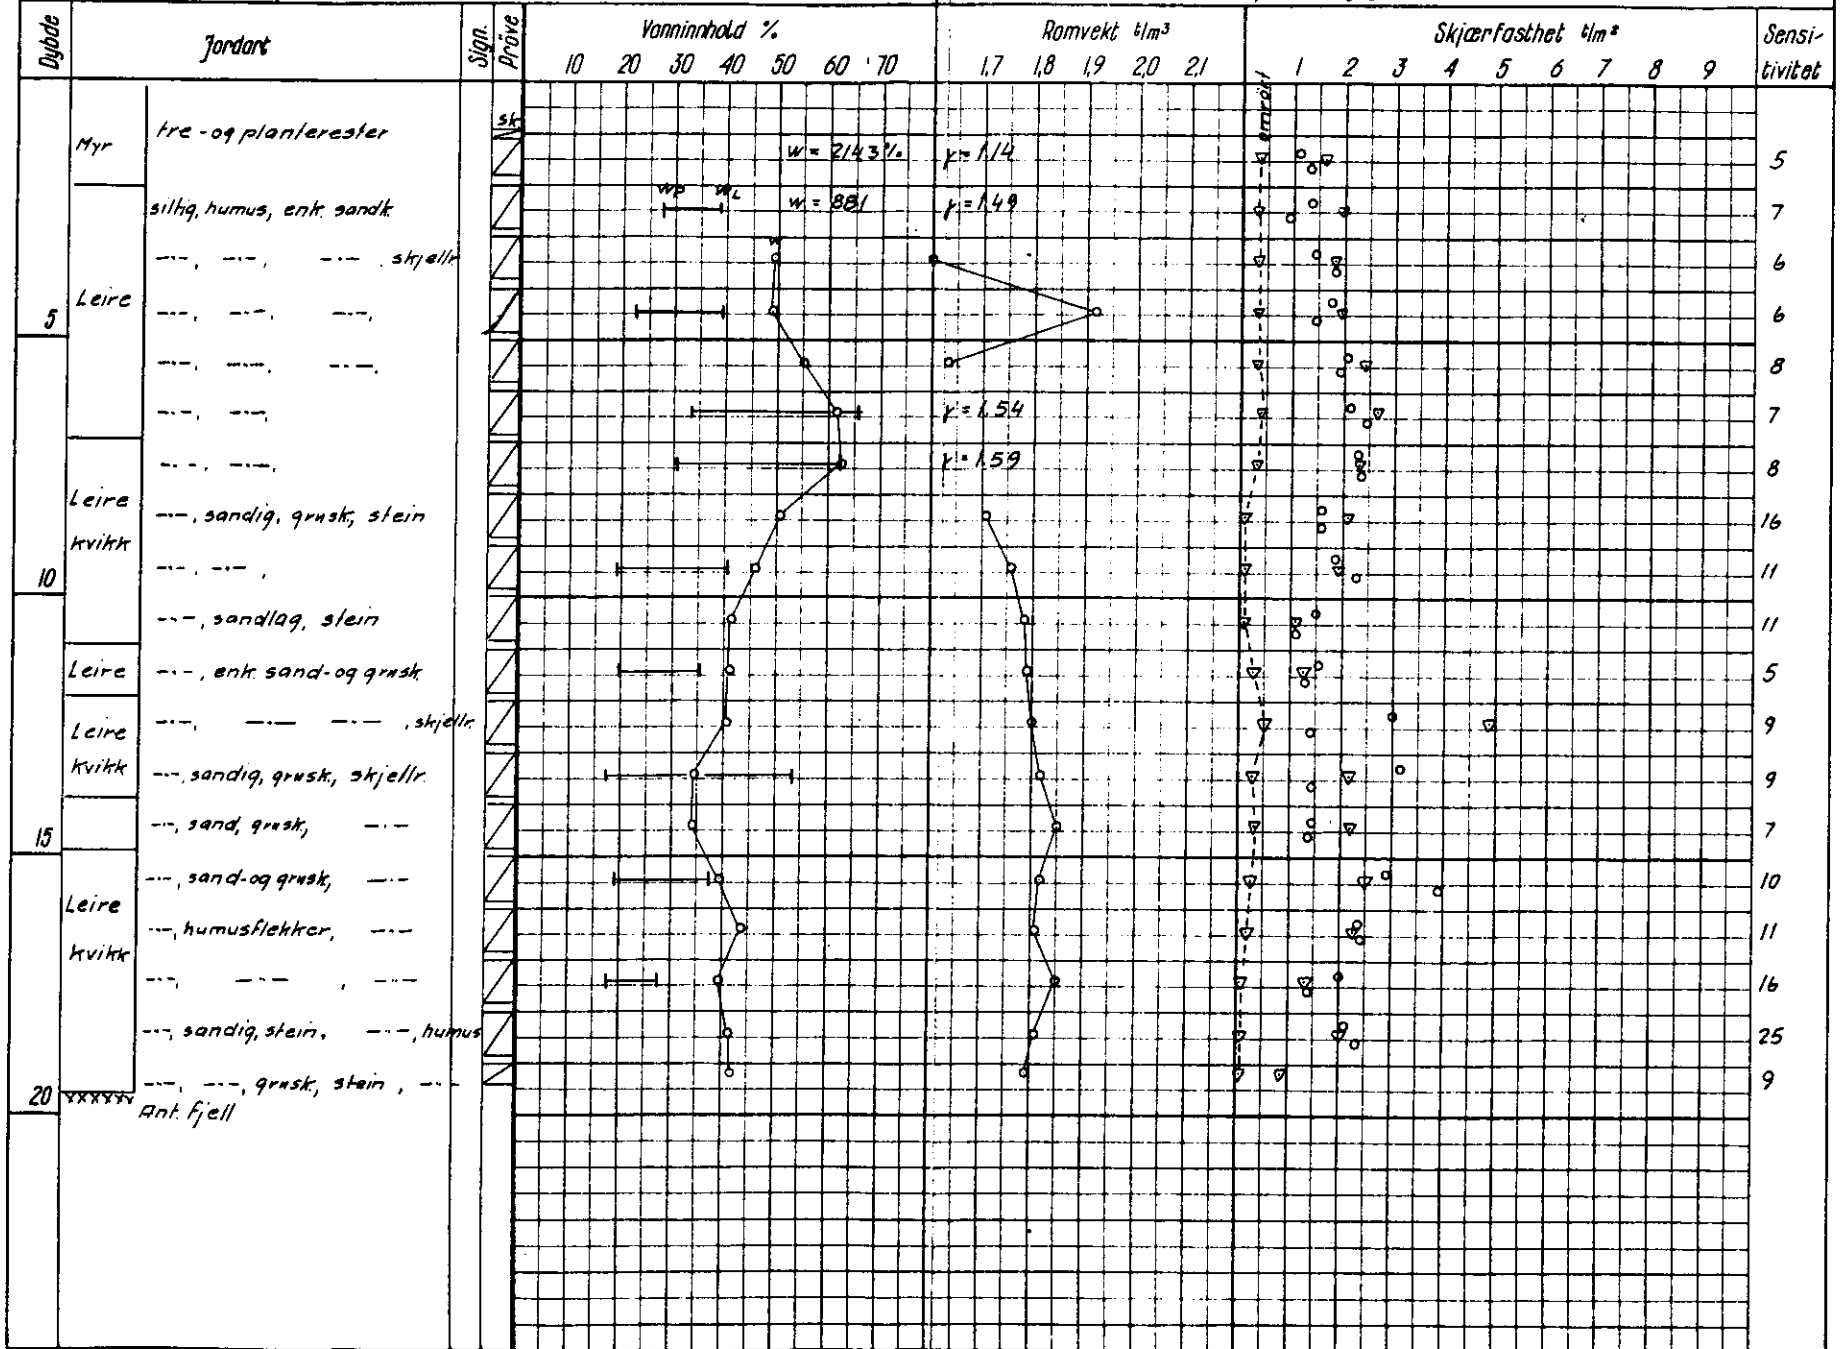 Dybde Jordart Sign. Prøve Vanninnhold % Romvekt t/m³ Skjærfasthet t/m² Sensi-
tivitet
10 20 30 40 50 60 70 1,7 1,8 1,9 2,0 2,1 1 2 3 4 5 6 7 8 9
omrørt
sk
Myr tre-og planterester w = 214,3 % γ = 1,14 5
wp wL
siltig, humus, enk. sandk. w = 88,1 γ = 1,49 7
w
-·-, -·-, -·- skjellr. 6
Leire
-·-, -·-, -·-, 6
5
-·-, -·-, -·-, 8
-·-, -·-, γ = 1,54 7
-·-, -·-, γ = 1,59 8
Leire
kvikk
-·-, sandig, grusk, stein 16
-·-, -·-, 11
10
-·-, sandlag, stein 11
Leire -·-, enk. sand-og grusk 5
Leire
kvikk
-·-, -·- -·-, skjellr. 9
-·-, sandig, grusk, skjellr. 9
-·-, sand, grusk, -·- 7
15
-·-, sand-og grusk, -·- 10
Leire
kvikk
-·-, humusflekker, -·- 11
-·-, -·-, -·- 16
-·-, sandig, stein, -·-, humus 25
-·-, -·-, grusk, stein, -·- 9
20
Ant. fjell